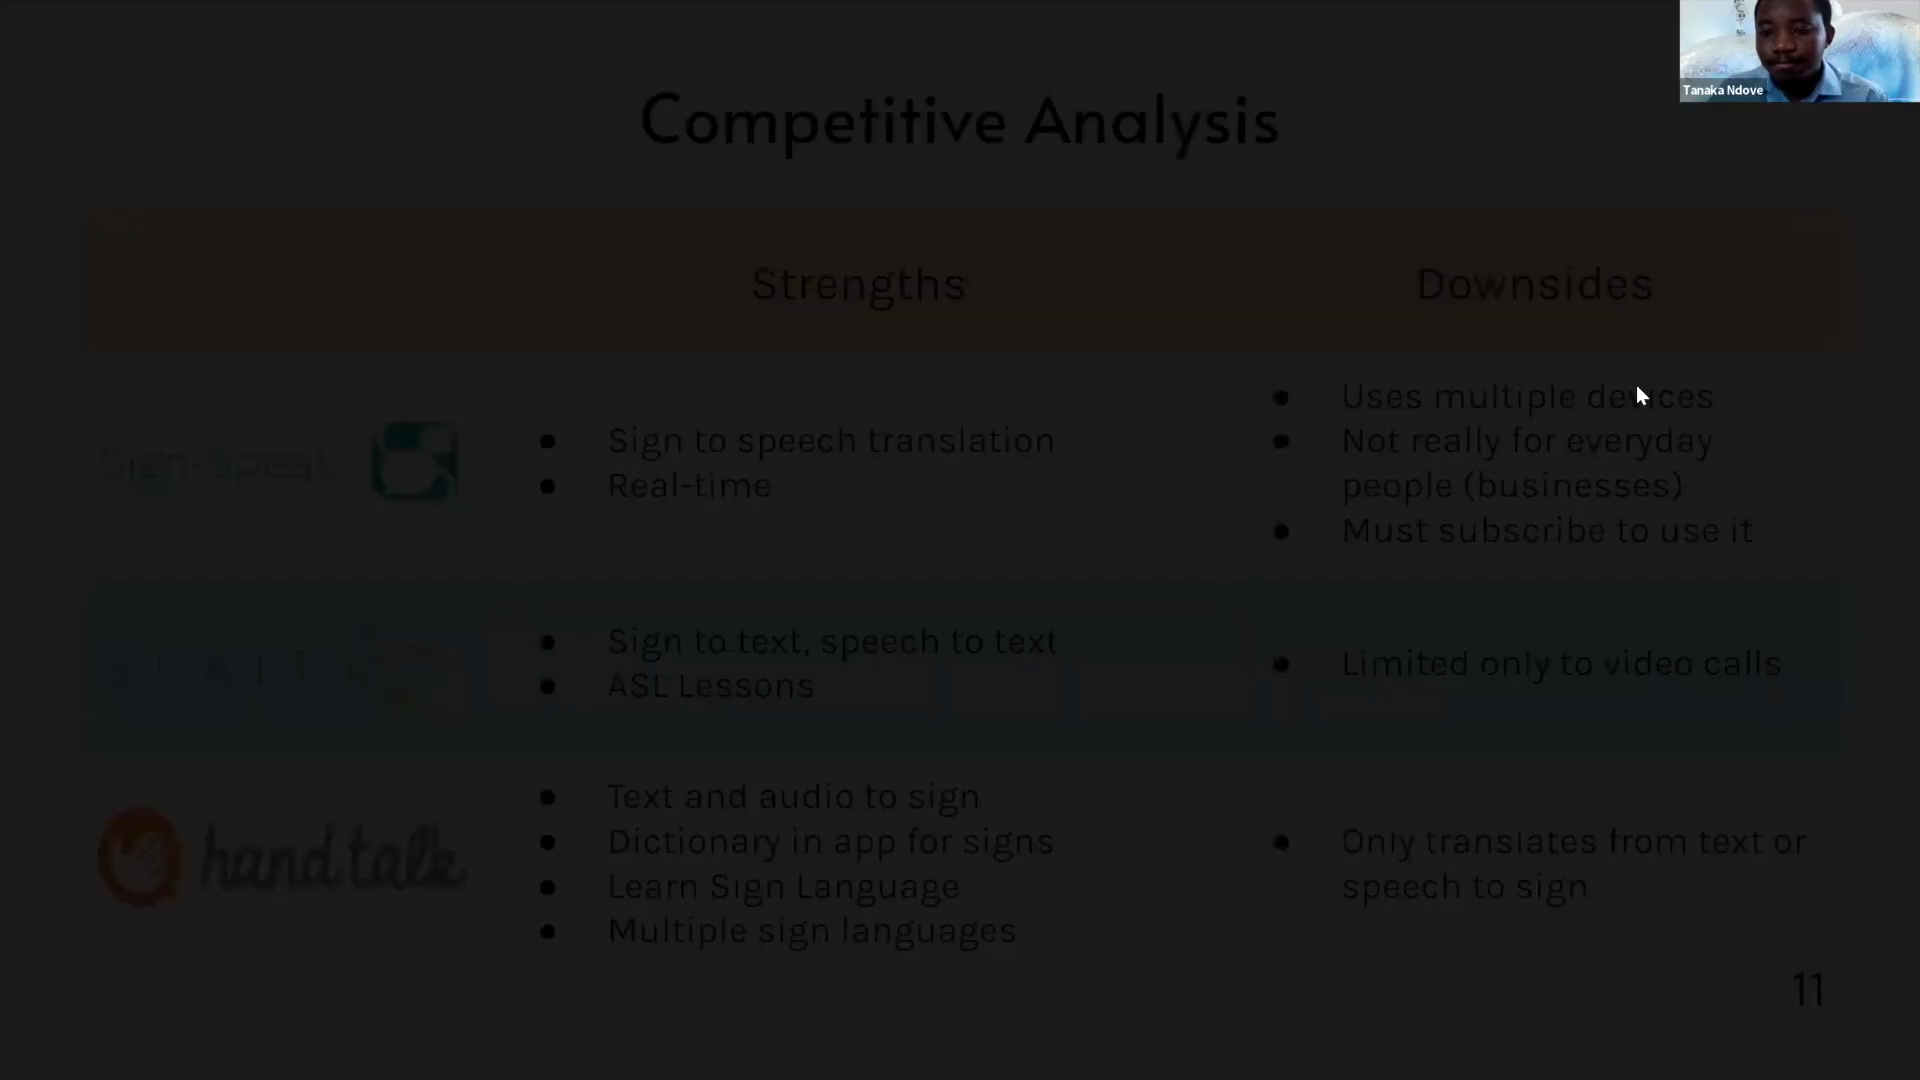 Tanaka Ndove
Competitive Analysis
Strengths
Downsides
Sign-Speak
Sign to speech translation
Real-time
Uses multiple devices
Not really for everyday
people (businesses)
Must subscribe to use it
S L A I T
Sign to text, speech to text
ASL Lessons
Limited only to video calls
hand talk
Text and audio to sign
Dictionary in app for signs
Learn Sign Language
Multiple sign languages
Only translates from text or
speech to sign
11